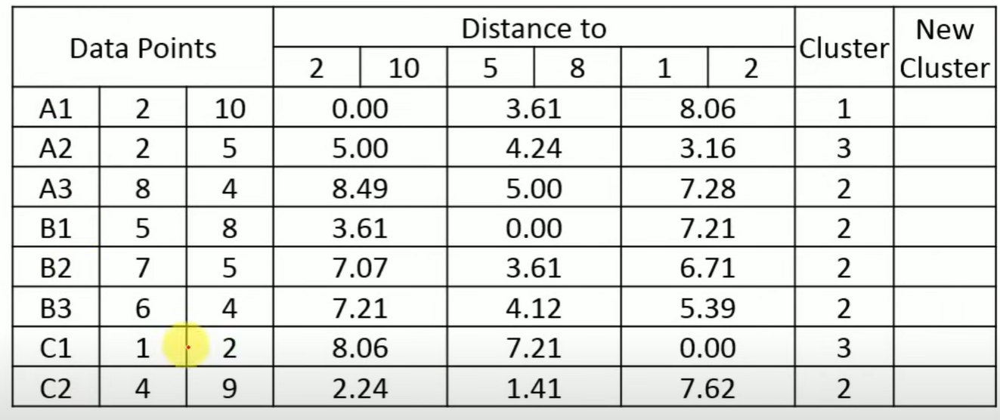 Data Points Distance to Cluster New Cluster
2 10 5 8 1 2
A1 2 10 0.00 3.61 8.06 1
A2 2 5 5.00 4.24 3.16 3
A3 8 4 8.49 5.00 7.28 2
B1 5 8 3.61 0.00 7.21 2
B2 7 5 7.07 3.61 6.71 2
B3 6 4 7.21 4.12 5.39 2
C1 1 2 8.06 7.21 0.00 3
C2 4 9 2.24 1.41 7.62 2